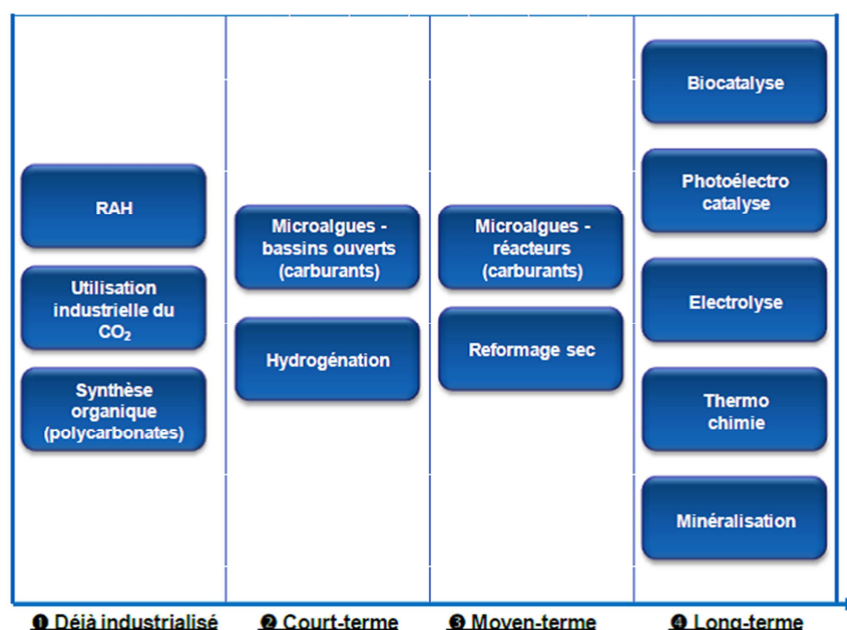 RAH
Utilisation
industrielle du
CO₂
Synthèse
organique
(polycarbonates)
Microalgues -
bassins ouverts
(carburants)
Hydrogénation
Microalgues -
réacteurs
(carburants)
Reformage sec
Biocatalyse
Photoélectro
catalyse
Electrolyse
Thermo
chimie
Minéralisation
❶ Déjà industrialisé
❷ Court-terme
❸ Moyen-terme
❹ Long-terme